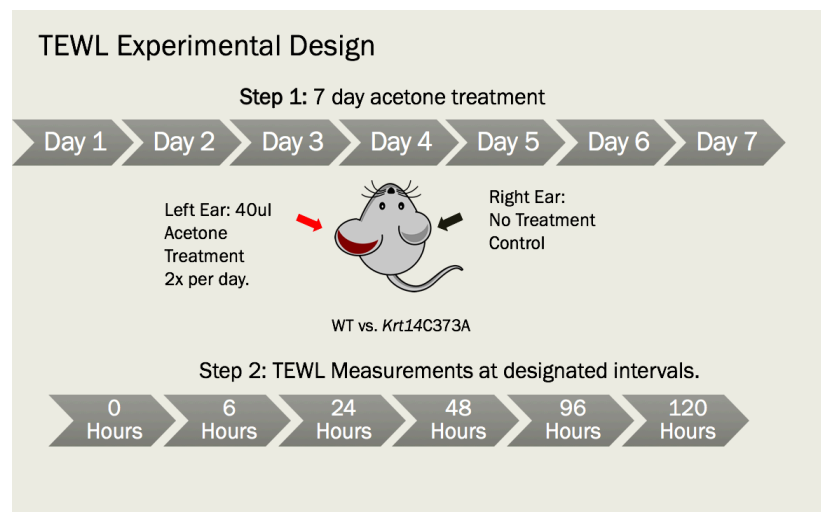 TEWL Experimental Design
Step 1: 7 day acetone treatment
Day 1 Day 2 Day 3 Day 4 Day 5 Day 6 Day 7
Left Ear: 40ul
Acetone
Treatment
2x per day.
Right Ear:
No Treatment
Control
WT vs. Krt14C373A
Step 2: TEWL Measurements at designated intervals.
0 6 24 48 96 120
Hours Hours Hours Hours Hours Hours